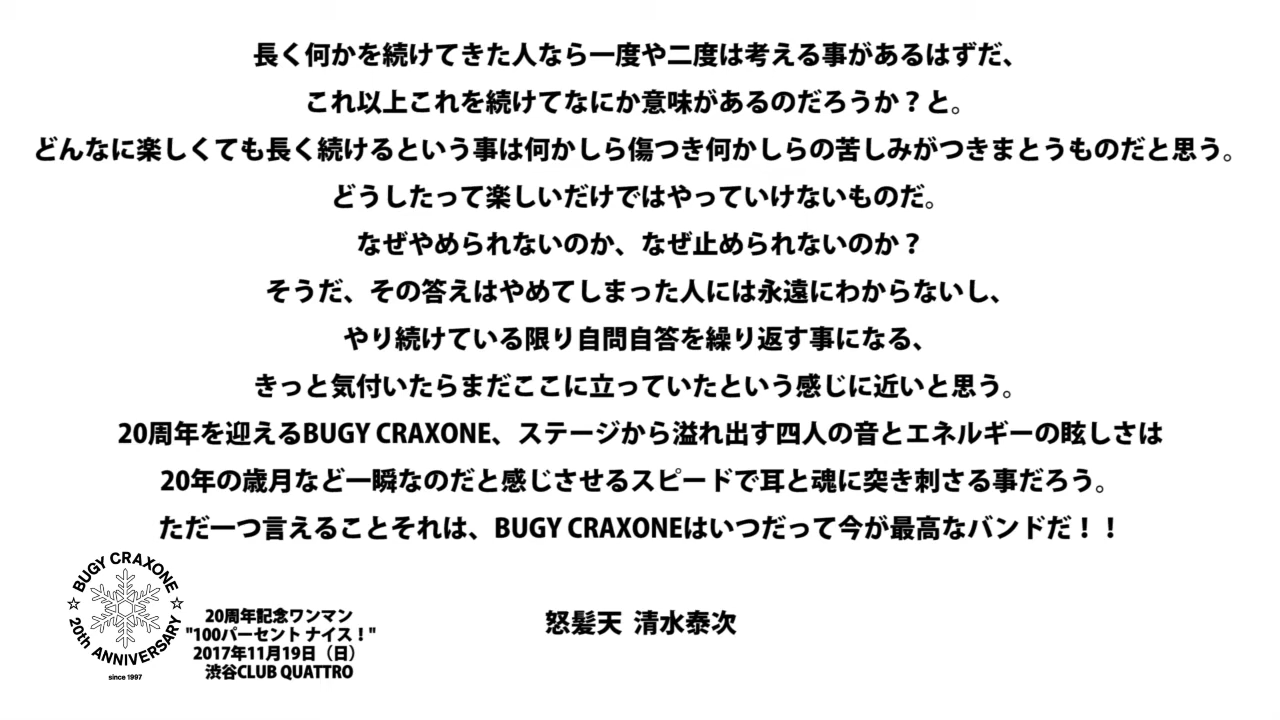 長く何かを続けてきた人なら一度や二度は考える事があるはずだ、
これ以上これを続けてなにか意味があるのだろうか？と。
どんなに楽しくても長く続けるという事は何かしら傷つき何かしらの苦しみがつきまとうものだと思う。
どうしたって楽しいだけではやっていけないものだ。
なぜやめられないのか、なぜ止められないのか？
そうだ、その答えはやめてしまった人には永遠にわからないし、
やり続けている限り自問自答を繰り返す事になる、
きっと気付いたらまだここに立っていたという感じに近いと思う。
20周年を迎えるBUGY CRAXONE、ステージから溢れ出す四人の音とエネルギーの眩しさは
20年の歳月など一瞬なのだと感じさせるスピードで耳と魂に突き刺さる事だろう。
ただ一つ言えることそれは、BUGY CRAXONEはいつだって今が最高なバンドだ！！
BUGY CRAXONE
☆ ☆
20th ANNIVERSARY
since 1997
20周年記念ワンマン
"100パーセント ナイス！"
2017年11月19日（日）
渋谷CLUB QUATTRO
怒髪天 清水泰次